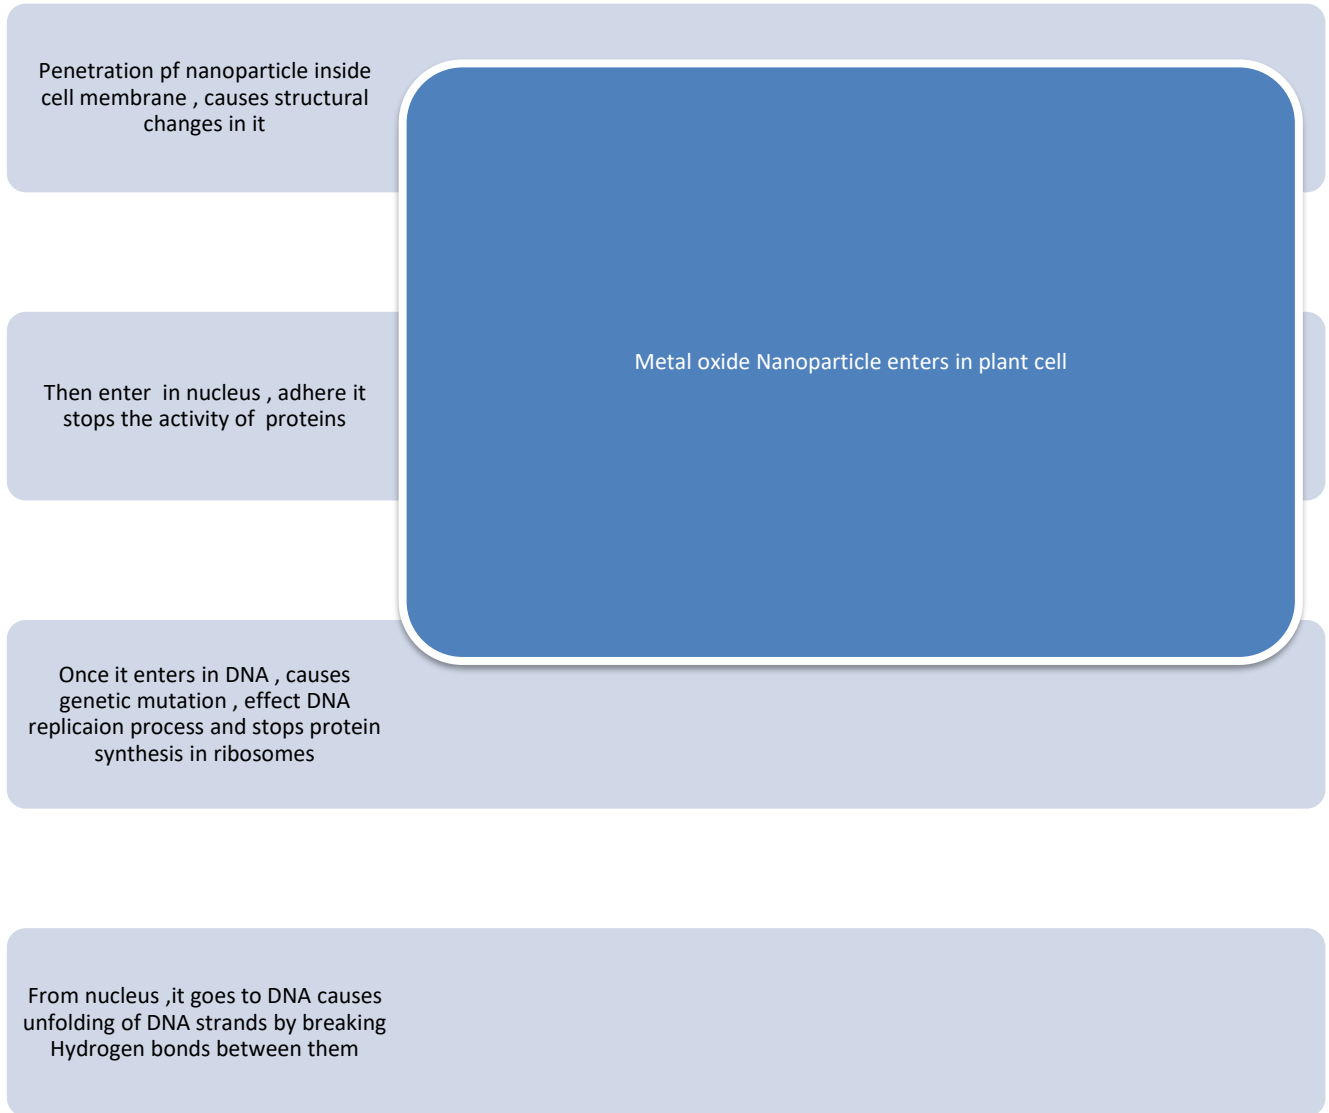 Penetration pf nanoparticle inside
cell membrane , causes structural
changes in it
Metal oxide Nanoparticle enters in plant cell
Then enter in nucleus , adhere it
stops the activity of proteins
Once it enters in DNA , causes
genetic mutation , effect DNA
replicaion process and stops protein
synthesis in ribosomes
From nucleus ,it goes to DNA causes
unfolding of DNA strands by breaking
Hydrogen bonds between them